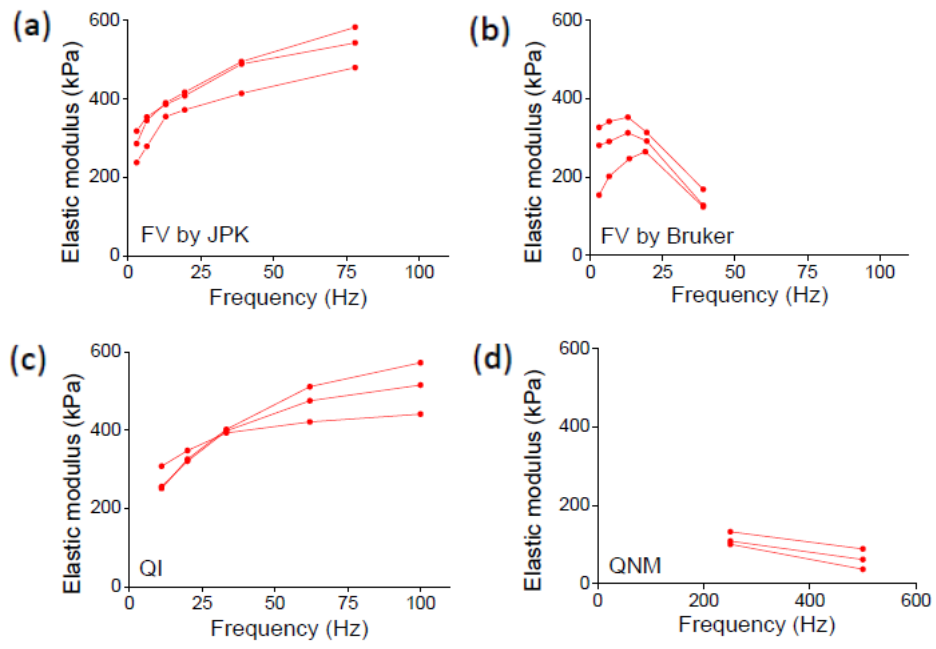 (a)
Elastic modulus (kPa)
600
400
200
0
FV by JPK
0 25 50 75 100
Frequency (Hz)
(b)
Elastic modulus (kPa)
600
400
200
0
FV by Bruker
0 25 50 75 100
Frequency (Hz)
(c)
Elastic modulus (kPa)
600
400
200
0
QI
0 25 50 75 100
Frequency (Hz)
(d)
Elastic modulus (kPa)
600
400
200
0
QNM
0 200 400 600
Frequency (Hz)